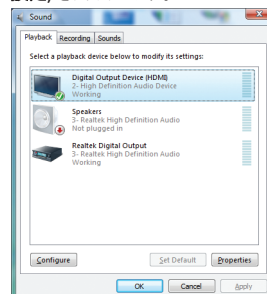 Sound
Playback
Recording
Sounds
Select a playback device below to modify its settings:
Digital Output Device (HDMI)
2- High Definition Audio Device
Working
Speakers
3- Realtek High Definition Audio
Not plugged in
Realtek Digital Output
3- Realtek High Definition Audio
Working
Configure
Set Default
Properties
OK
Cancel
Apply